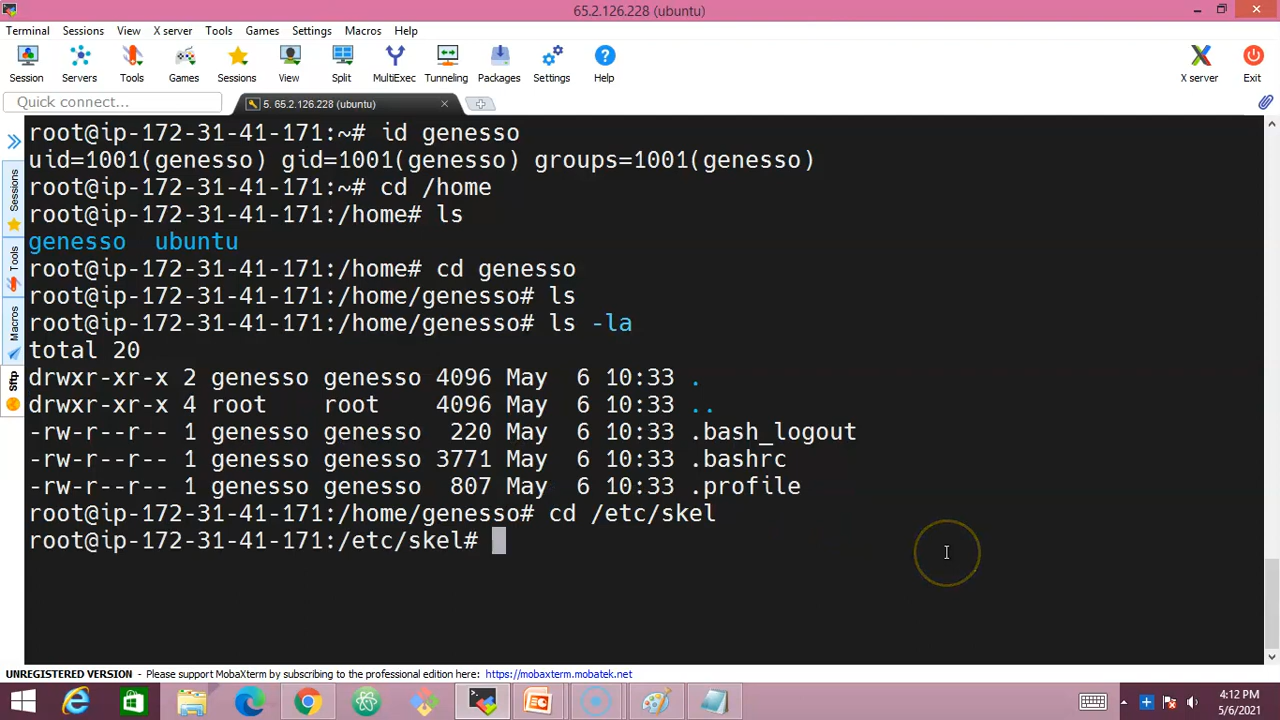 65.2.126.228 (ubuntu)
Terminal Sessions View X server Tools Games Settings Macros Help
Session Servers Tools Games Sessions View Split MultiExec Tunneling Packages Settings Help X server Exit
Quick connect...
5. 65.2.126.228 (ubuntu)
Sessions
Tools
Macros
Sftp
root@ip-172-31-41-171:~# id genesso
uid=1001(genesso) gid=1001(genesso) groups=1001(genesso)
root@ip-172-31-41-171:~# cd /home
root@ip-172-31-41-171:/home# ls
genesso  ubuntu
root@ip-172-31-41-171:/home# cd genesso
root@ip-172-31-41-171:/home/genesso# ls
root@ip-172-31-41-171:/home/genesso# ls -la
total 20
drwxr-xr-x 2 genesso genesso 4096 May  6 10:33 .
drwxr-xr-x 4 root    root    4096 May  6 10:33 ..
-rw-r--r-- 1 genesso genesso  220 May  6 10:33 .bash_logout
-rw-r--r-- 1 genesso genesso 3771 May  6 10:33 .bashrc
-rw-r--r-- 1 genesso genesso  807 May  6 10:33 .profile
root@ip-172-31-41-171:/home/genesso# cd /etc/skel
root@ip-172-31-41-171:/etc/skel#
UNREGISTERED VERSION - Please support MobaXterm by subscribing to the professional edition here: https://mobaxterm.mobatek.net
4:12 PM
5/6/2021